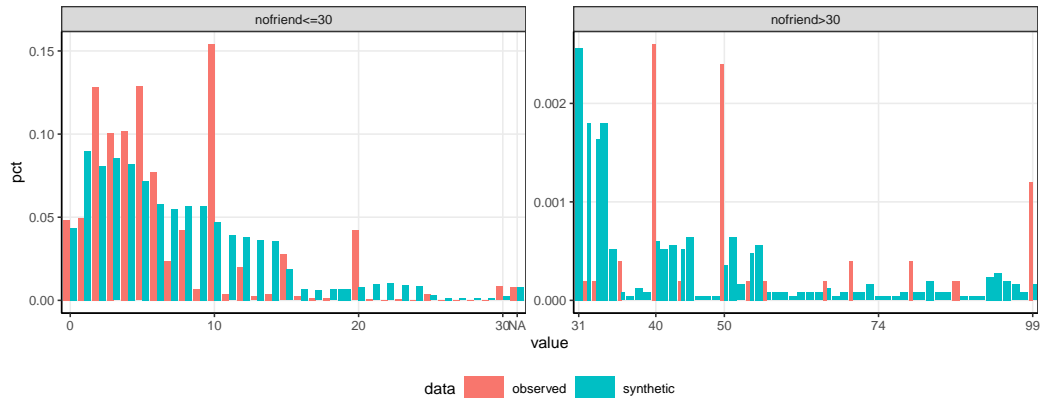 nofriend<=30
nofriend>30
pct
0.15
0.10
0.05
0.00
0.002
0.001
0.000
0 10 20 30 NA
31 40 50 74 99
value
data observed synthetic